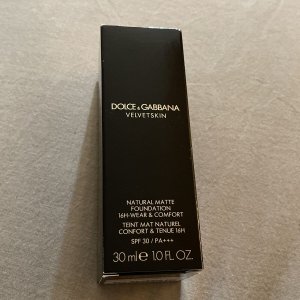 DOLCE & GABBANA
VELVETSKIN
NATURAL MATTE
FOUNDATION
16H-WEAR & COMFORT
TEINT MAT NATUREL
CONFORT & TENUE 16H
SPF 30 / PA+++
30 ml ℮ 1.0 FL. OZ.